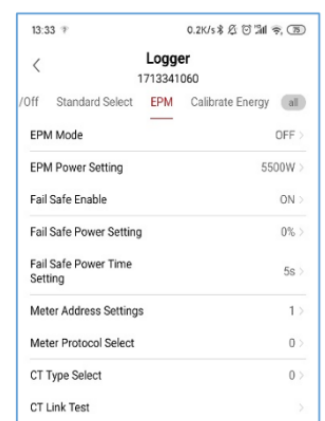 13:33 0.2K/s 75
Logger
1713341060
/Off Standard Select EPM Calibrate Energy all
EPM Mode OFF
EPM Power Setting 5500W
Fail Safe Enable ON
Fail Safe Power Setting 0%
Fail Safe Power Time
Setting 5s
Meter Address Settings 1
Meter Protocol Select 0
CT Type Select 0
CT Link Test